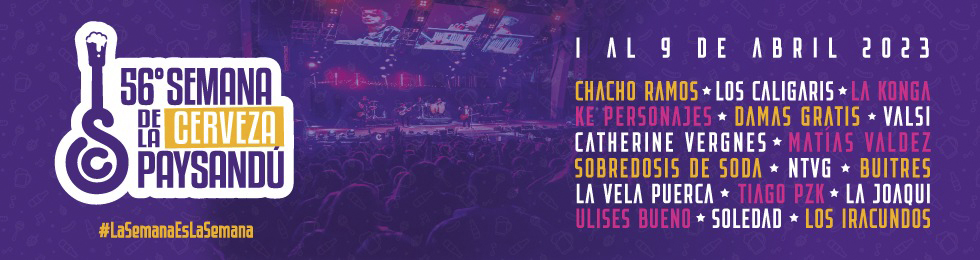 56° SEMANA
DE LA CERVEZA
PAYSANDÚ
#LaSemanaEsLaSemana
1 AL 9 DE ABRIL 2023
CHACHO RAMOS ★ LOS CALIGARIS ★ LA KONGA
KE PERSONAJES ★ DAMAS GRATIS ★ VALSI
CATHERINE VERGNES ★ MATÍAS VALDEZ
SOBREDOSIS DE SODA ★ NTVG ★ BUITRES
LA VELA PUERCA ★ TIAGO PZK ★ LA JOAQUI
ULISES BUENO ★ SOLEDAD ★ LOS IRACUNDOS